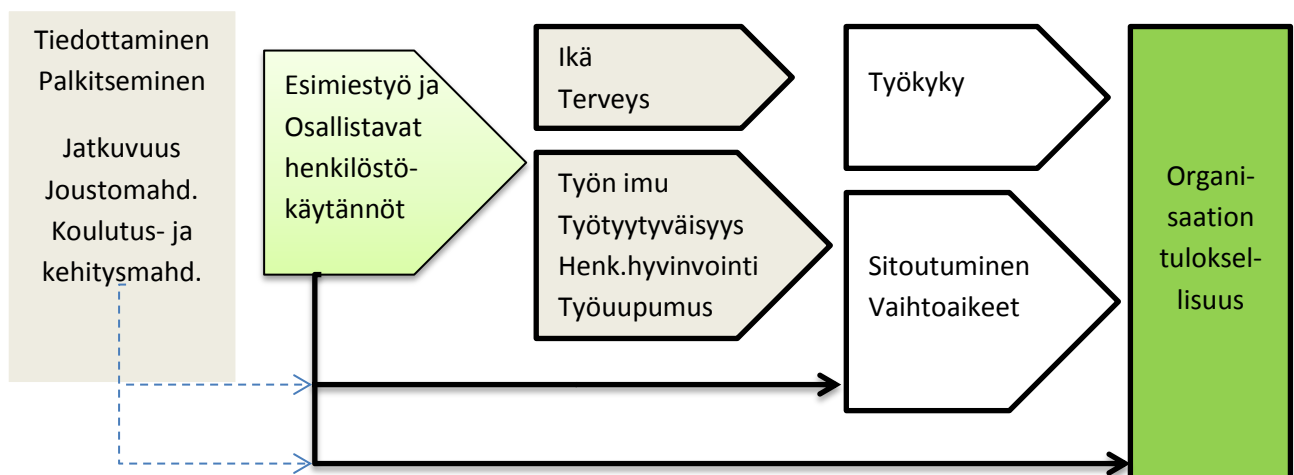 Tiedottaminen
Palkitseminen
Jatkuvuus
Joustomahd.
Koulutus- ja
kehitysmahd.
Esimiestyö ja
Osallistavat
henkilöstö-
käytännöt
Ikä
Terveys
Työn imu
Työtyytyväisyys
Henk.hyvinvointi
Työuupumus
Työkyky
Sitoutuminen
Vaihtoaikeet
Organi-
saation
tuloksel-
lisuus